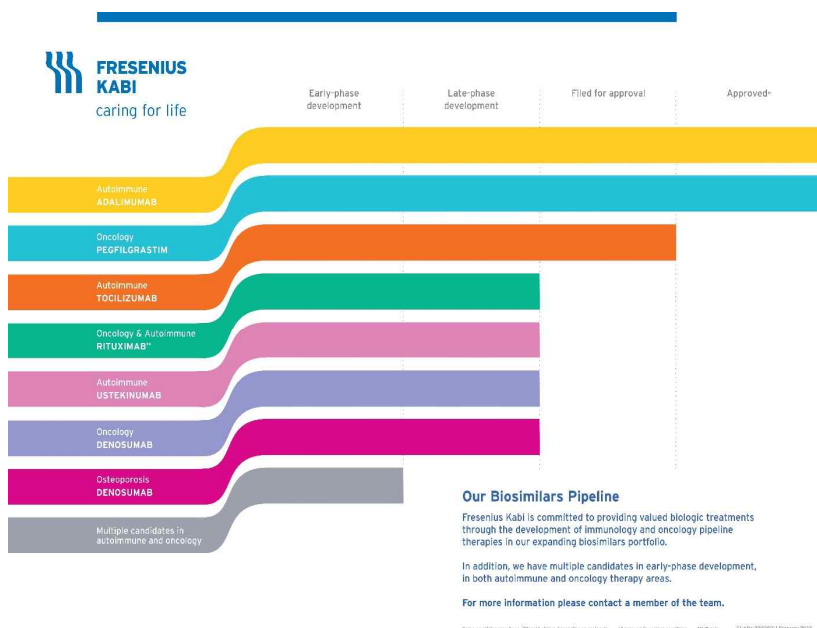 FRESENIUS
KABI
caring for life
Early-phase
development
Late-phase
development
Filed for approval
Approved*
Autoimmune
ADALIMUMAB
Oncology
PEGFILGRASTIM
Autoimmune
TOCILIZUMAB
Oncology & Autoimmune
RITUXIMAB**
Autoimmune
USTEKINUMAB
Oncology
DENOSUMAB
Osteoporosis
DENOSUMAB
Multiple candidates in
autoimmune and oncology
Our Biosimilars Pipeline
Fresenius Kabi is committed to providing valued biologic treatments
through the development of immunology and oncology pipeline
therapies in our expanding biosimilars portfolio.
In addition, we have multiple candidates in early-phase development,
in both autoimmune and oncology therapy areas.
For more information please contact a member of the team.